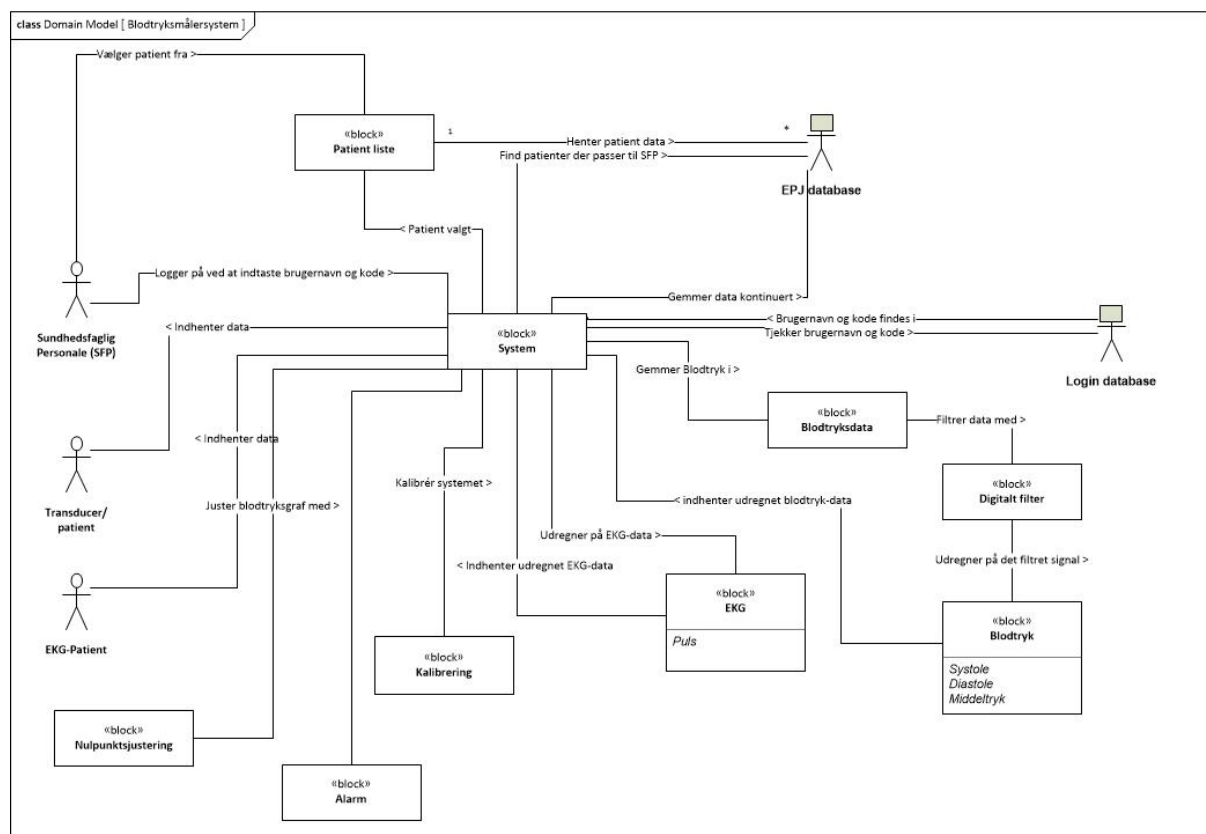 class Domain Model [ Blodtryksmålersystem ]
Vælger patient fra >
«block»
Patient liste
1
*
Henter patient data >
Find patienter der passer til SFP >
EPJ database
< Patient valgt
Logger på ved at indtaste brugernavn og kode >
Gemmer data kontinuert >
Sundhedsfaglig
Personale (SFP)
< Indhenter data
«block»
System
*
< Brugernavn og kode findes i
Tjekker brugernavn og kode >
Login database
Gemmer Blodtryk i >
«block»
Blodtryksdata
Filtrer data med >
< Indhenter data
Transducer/
patient
Kalibrér systemet >
«block»
Digitalt filter
Juster blodtryksgraf med >
< indhenter udregnet blodtryk-data
Udregner på EKG-data >
Udregner på det filtret signal >
< Indhenter udregnet EKG-data
«block»
EKG
Puls
«block»
Blodtryk
Systole
Diastole
Middeltryk
EKG-Patient
«block»
Kalibrering
«block»
Nulpunktsjustering
«block»
Alarm